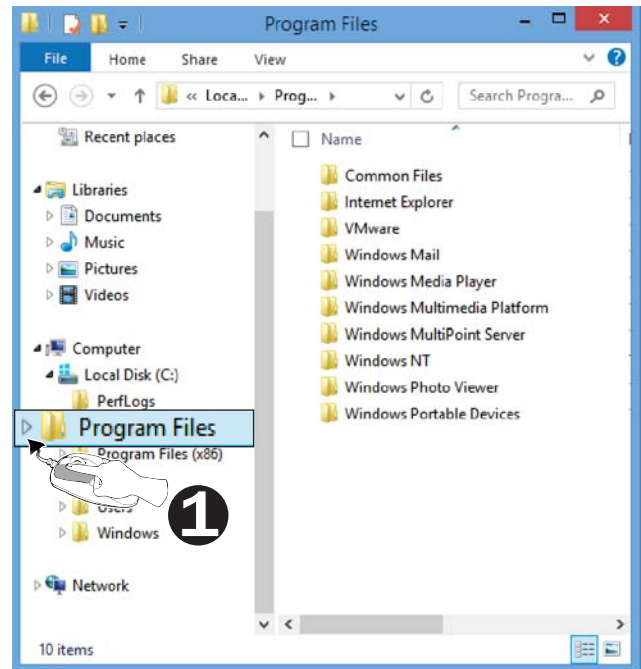 Program Files
File Home Share View
« Loca... Prog... Search Progra...
Recent places
Libraries
Documents
Music
Pictures
Videos
Computer
Local Disk (C:)
PerfLogs
Program Files
Program Files (x86)
Users
Windows
Network
Name
Common Files
Internet Explorer
VMware
Windows Mail
Windows Media Player
Windows Multimedia Platform
Windows MultiPoint Server
Windows NT
Windows Photo Viewer
Windows Portable Devices
1
10 items